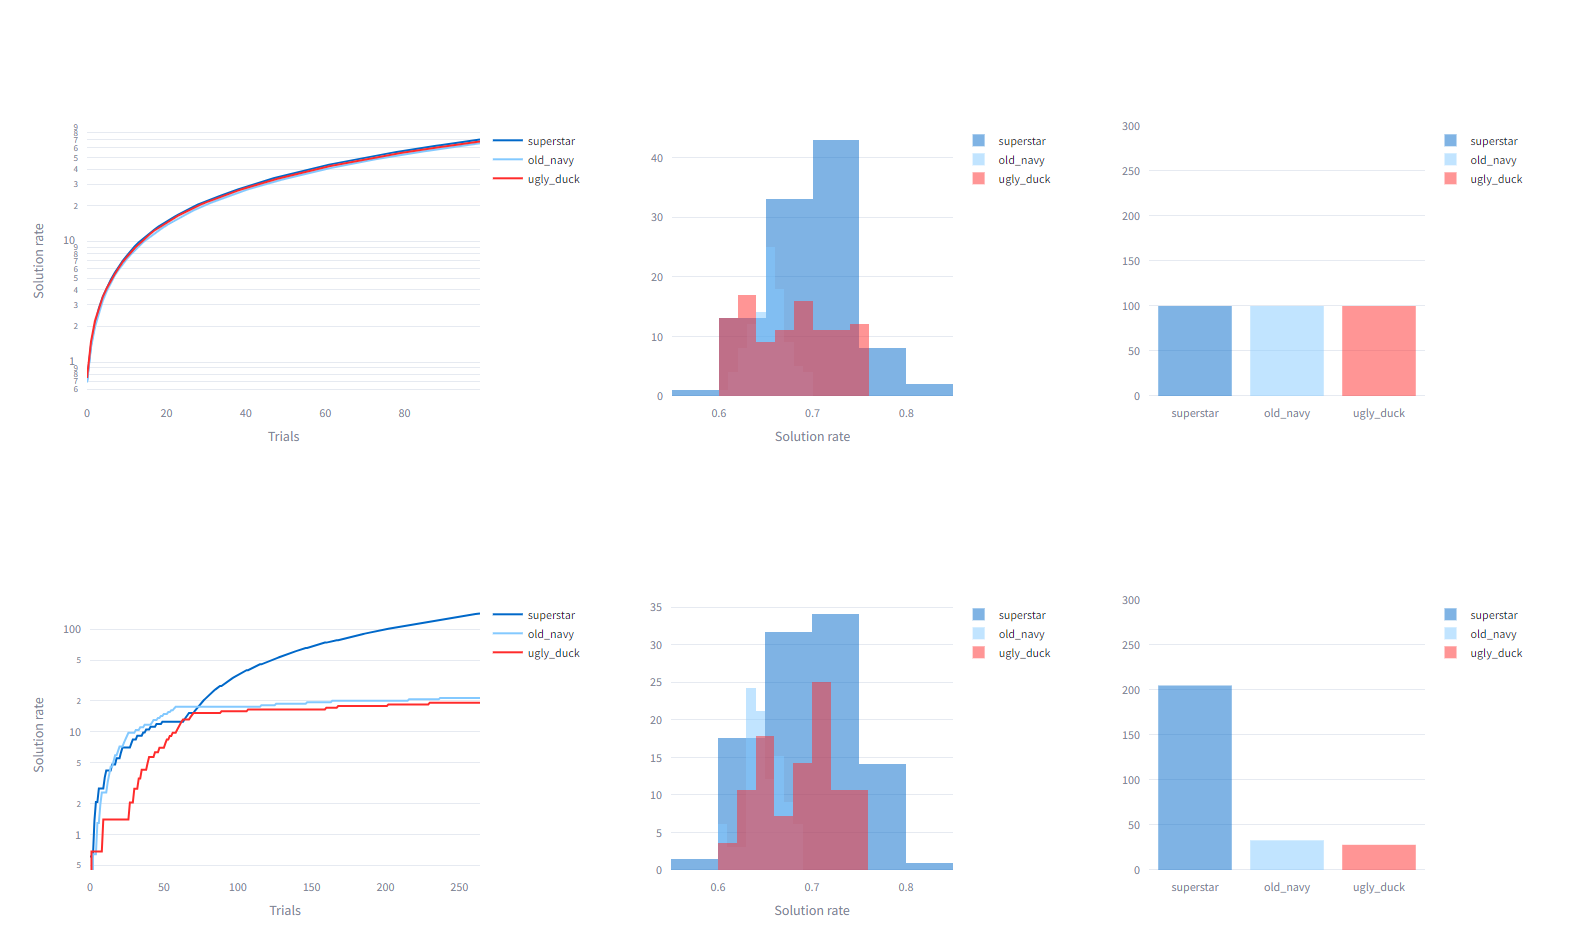 9
8
7
6
5
4
3
2
10
9
8
7
6
5
4
3
2
1
9
8
7
6
Solution rate
0 20 40 60 80
Trials
superstar
old_navy
ugly_duck
40
30
20
10
0
0.6 0.7 0.8
Solution rate
superstar
old_navy
ugly_duck
300
250
200
150
100
50
0
superstar old_navy ugly_duck
superstar
old_navy
ugly_duck
100
5
2
10
5
2
1
5
Solution rate
0 50 100 150 200 250
Trials
superstar
old_navy
ugly_duck
35
30
25
20
15
10
5
0
0.6 0.7 0.8
Solution rate
superstar
old_navy
ugly_duck
300
250
200
150
100
50
0
superstar old_navy ugly_duck
superstar
old_navy
ugly_duck